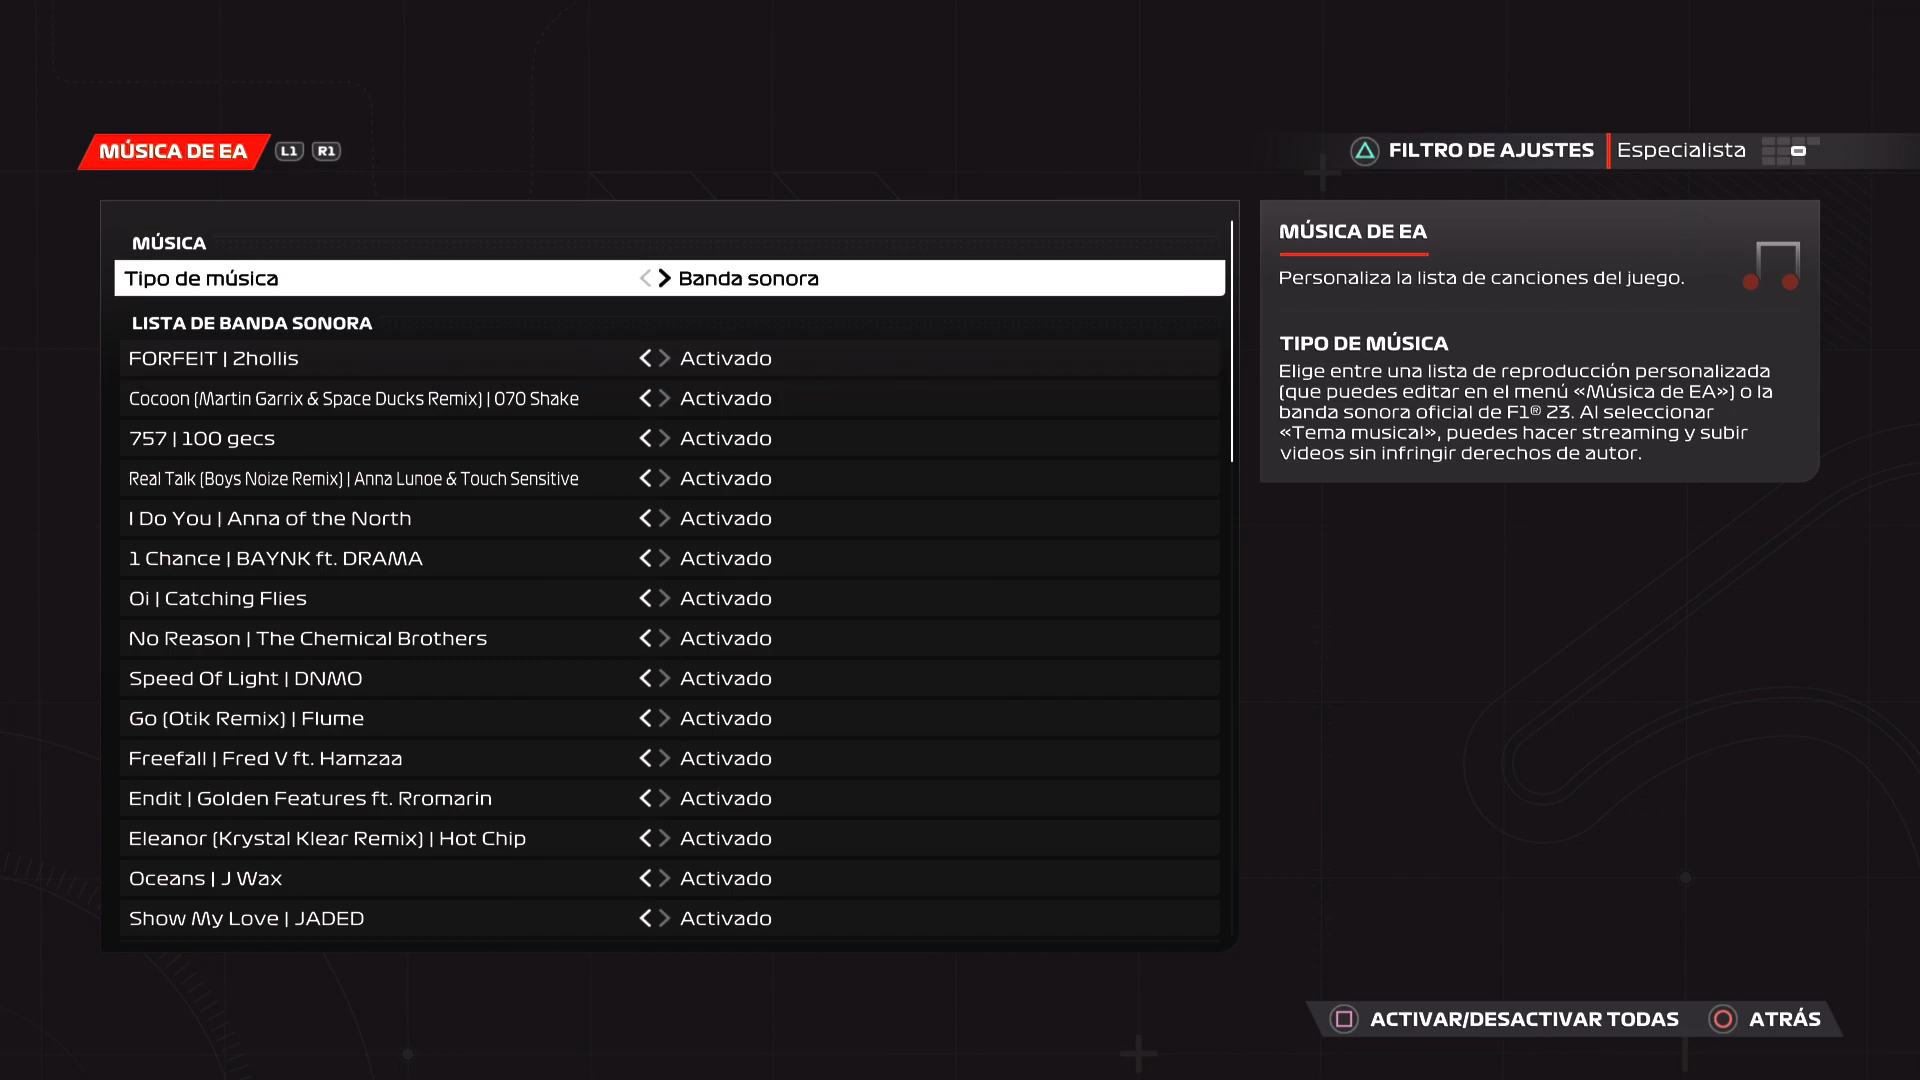 MÚSICA DE EA L1 R1
FILTRO DE AJUSTES Especialista
MÚSICA
Tipo de música Banda sonora
LISTA DE BANDA SONORA
FORFEIT | 2hollis Activado
Cocoon (Martin Garrix & Space Ducks Remix) | 070 Shake Activado
757 | 100 gecs Activado
Real Talk (Boys Noize Remix) | Anna Lunoe & Touch Sensitive Activado
I Do You | Anna of the North Activado
1 Chance | BAYNK ft. DRAMA Activado
Oi | Catching Flies Activado
No Reason | The Chemical Brothers Activado
Speed Of Light | DNMO Activado
Go (Otik Remix) | Flume Activado
Freefall | Fred V ft. Hamzaa Activado
Endit | Golden Features ft. Rromarin Activado
Eleanor (Krystal Klear Remix) | Hot Chip Activado
Oceans | J Wax Activado
Show My Love | JADED Activado
MÚSICA DE EA
Personaliza la lista de canciones del juego.
TIPO DE MÚSICA
Elige entre una lista de reproducción personalizada
(que puedes editar en el menú «Música de EA») o la
banda sonora oficial de F1® 23. Al seleccionar
«Tema musical», puedes hacer streaming y subir
videos sin infringir derechos de autor.
ACTIVAR/DESACTIVAR TODAS ATRÁS